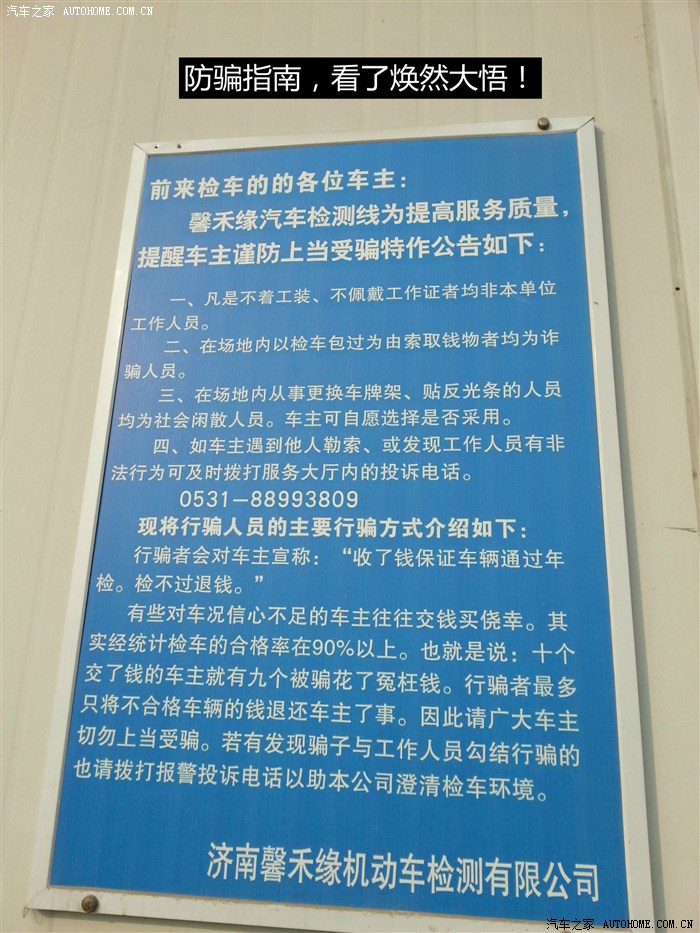 汽车之家 AUTOHOME.COM.CN
防骗指南，看了焕然大悟！
前来检车的的各位车主：
馨禾缘汽车检测线为提高服务质量，
提醒车主谨防上当受骗特作公告如下：
一、凡是不着工装、不佩戴工作证者均非本单位
工作人员。
二、在场地内以检车包过为由索取钱物者均为诈
骗人员。
三、在场地内从事更换车牌架、贴反光条的人员
均为社会闲散人员。车主可自愿选择是否采用。
四、如车主遇到他人勒索、或发现工作人员有非
法行为可及时拨打服务大厅内的投诉电话。
0531—88993809
现将行骗人员的主要行骗方式介绍如下：
行骗者会对车主宣称：“收了钱保证车辆通过年
检。检不过退钱。”
有些对车况信心不足的车主往往交钱买侥幸。其
实经统计检车的合格率在90%以上。也就是说：十个
交了钱的车主就有九个被骗花了冤枉钱。行骗者最多
只将不合格车辆的钱退还车主了事。因此请广大车主
切勿上当受骗。若有发现骗子与工作人员勾结行骗的
也请拨打报警投诉电话以助本公司澄清检车环境。
济南馨禾缘机动车检测有限公司
汽车之家 AUTOHOME.COM.CN